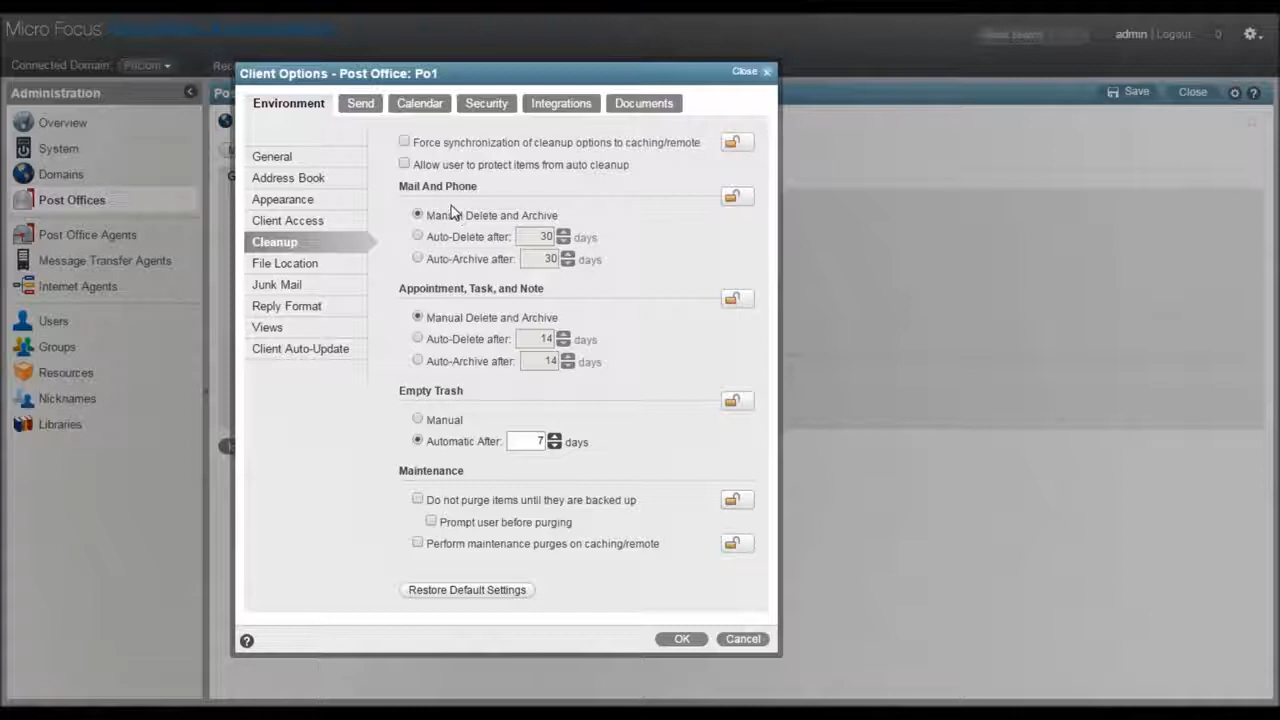 Micro Focus
admin | Logout 0
Connected Domain:
Administration
Save Close
Overview
System
Domains
Post Offices
Post Office Agents
Message Transfer Agents
Internet Agents
Users
Groups
Resources
Nicknames
Libraries
Client Options - Post Office: Po1
Close
Environment Send Calendar Security Integrations Documents
General
Address Book
Appearance
Client Access
Cleanup
File Location
Junk Mail
Reply Format
Views
Client Auto-Update
Force synchronization of cleanup options to caching/remote
Allow user to protect items from auto cleanup
Mail And Phone
Manual Delete and Archive
Auto-Delete after: 30 days
Auto-Archive after: 30 days
Appointment, Task, and Note
Manual Delete and Archive
Auto-Delete after: 14 days
Auto-Archive after: 14 days
Empty Trash
Manual
Automatic After: 7 days
Maintenance
Do not purge items until they are backed up
Prompt user before purging
Perform maintenance purges on caching/remote
Restore Default Settings
OK Cancel